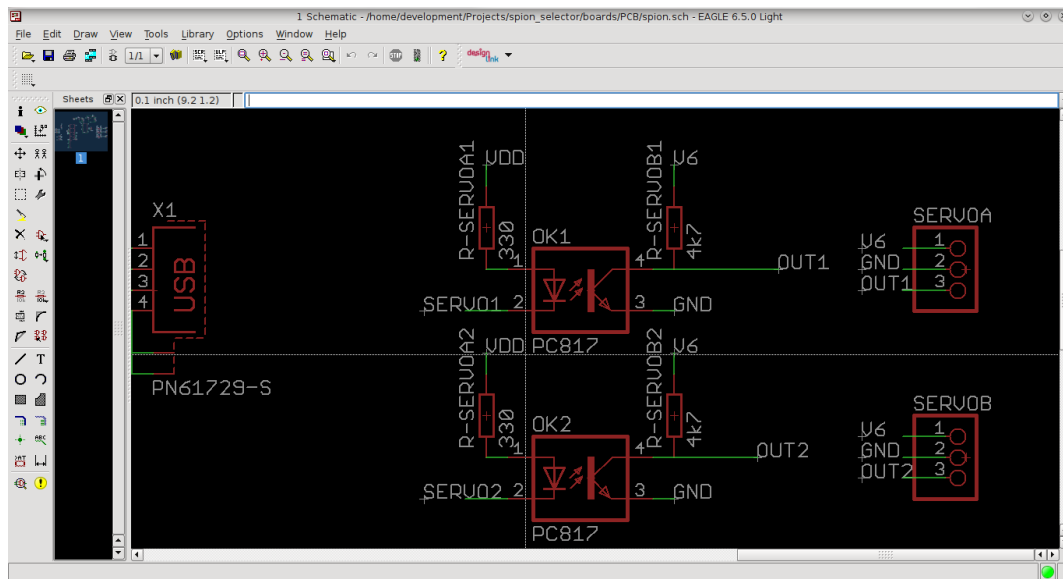 1 Schematic - /home/development/Projects/spion_selector/boards/PCB/spion.sch - EAGLE 6.5.0 Light
File Edit Draw View Tools Library Options Window Help
1/1
design link
Sheets
0.1 inch (9.2 1.2)
1
X1
1
2
3
4
USB
PN61729-S
R-SERVOA1
VDD
330
R-SERVOB1
V6
4k7
OK1
1
4
OUT1
SERVO1
2
3
GND
PC817
R-SERVOA2
VDD
330
R-SERVOB2
V6
4k7
OK2
1
4
OUT2
SERVO2
2
3
GND
PC817
SERVOA
V6 1
GND 2
OUT1 3
SERVOB
V6 1
GND 2
OUT2 3